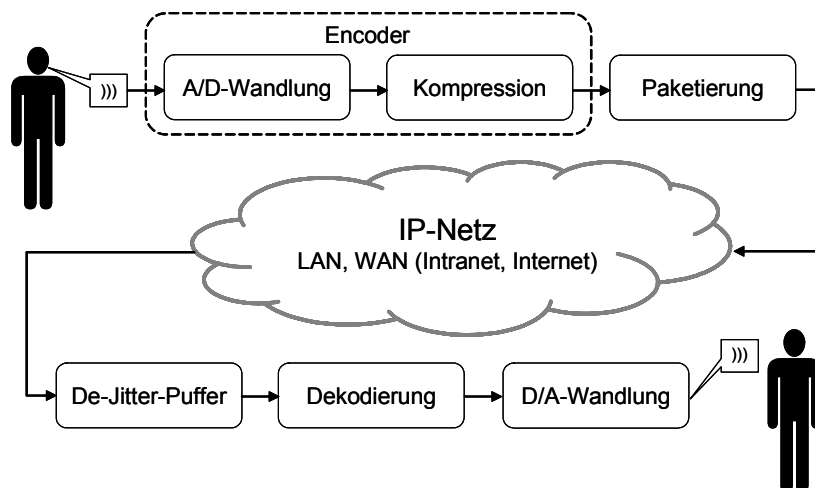 Encoder
)))
A/D-Wandlung
Kompression
Paketierung
IP-Netz
LAN, WAN (Intranet, Internet)
)))
De-Jitter-Puffer
Dekodierung
D/A-Wandlung